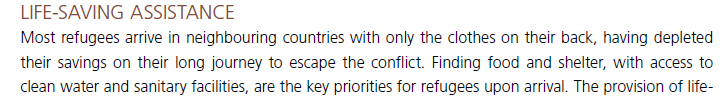 LIFE-SAVING ASSISTANCE
Most refugees arrive in neighbouring countries with only the clothes on their back, having depleted
their savings on their long journey to escape the conflict. Finding food and shelter, with access to
clean water and sanitary facilities, are the key priorities for refugees upon arrival. The provision of life-